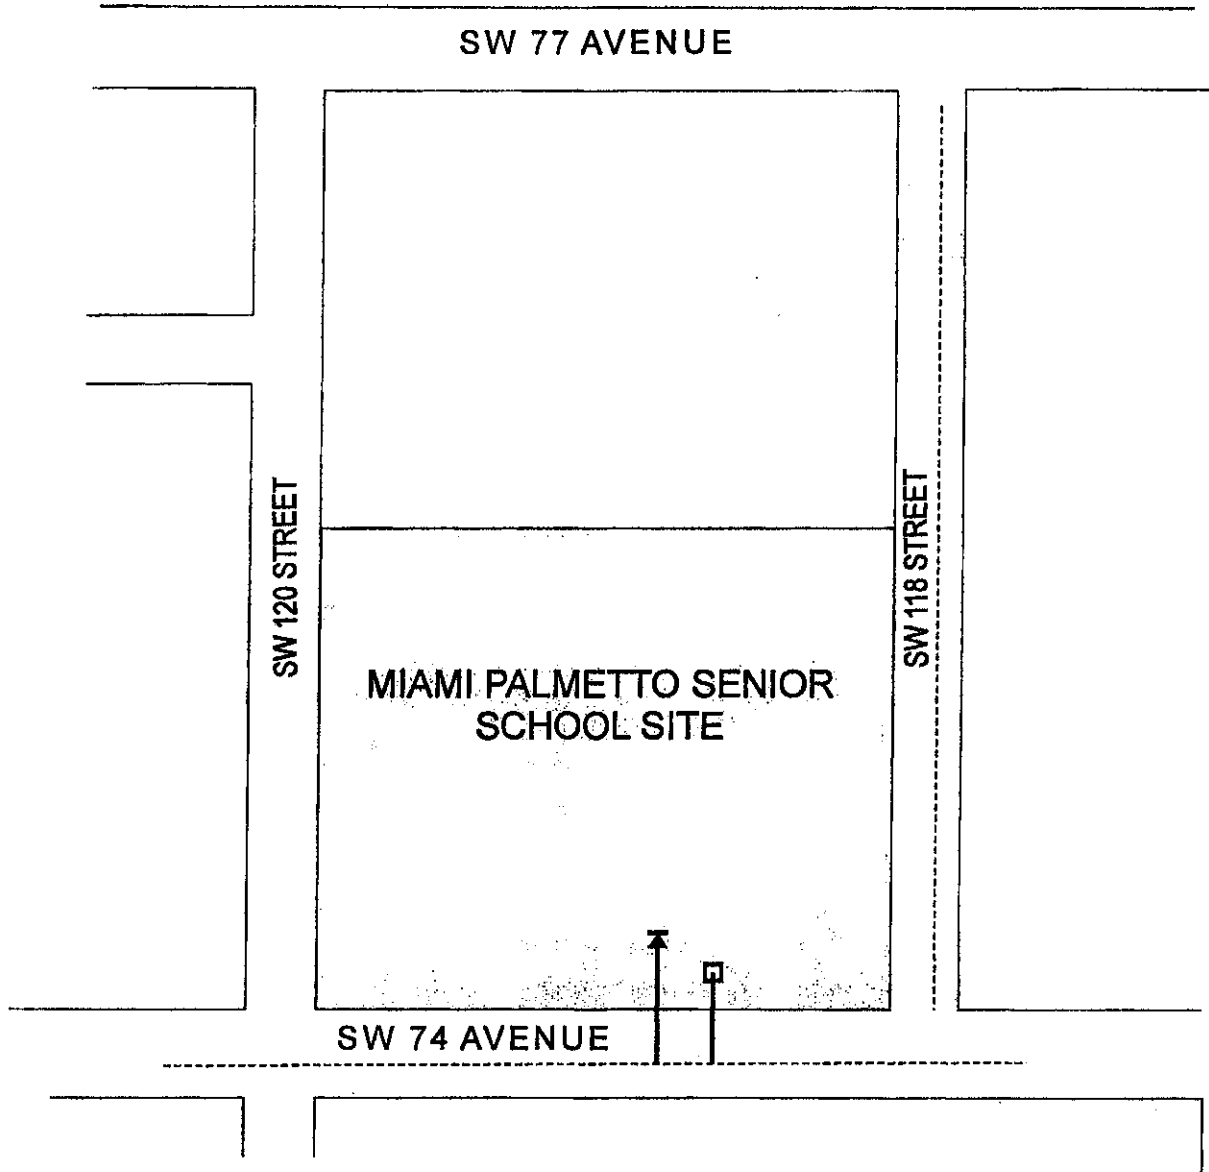 SW 77 AVENUE
SW 120 STREET
SW 118 STREET
MIAMI PALMETTO SENIOR
SCHOOL SITE
SW 74 AVENUE